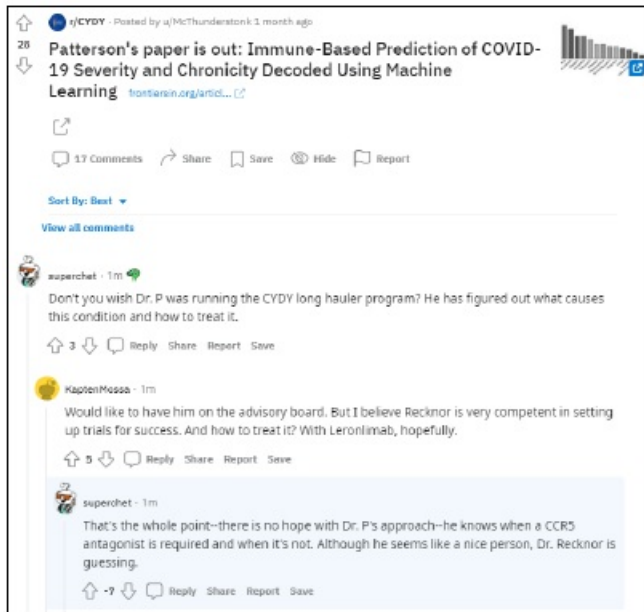 r/CYDY · Posted by u/McThunderstonk 1 month ago
28
Patterson's paper is out: Immune-Based Prediction of COVID-
19 Severity and Chronicity Decoded Using Machine
Learning frontiersin.org/articl...
17 Comments Share Save Hide Report
Sort By: Best
View all comments
superchet · 1m
Don't you wish Dr. P was running the CYDY long hauler program? He has figured out what causes
this condition and how to treat it.
3 Reply Share Report Save
KaptenMossa · 1m
Would like to have him on the advisory board. But I believe Recknor is very competent in setting
up trials for success. And how to treat it? With Leronlimab, hopefully.
5 Reply Share Report Save
superchet · 1m
That's the whole point--there is no hope with Dr. P's approach--he knows when a CCR5
antagonist is required and when it's not. Although he seems like a nice person, Dr. Recknor is
guessing.
-7 Reply Share Report Save